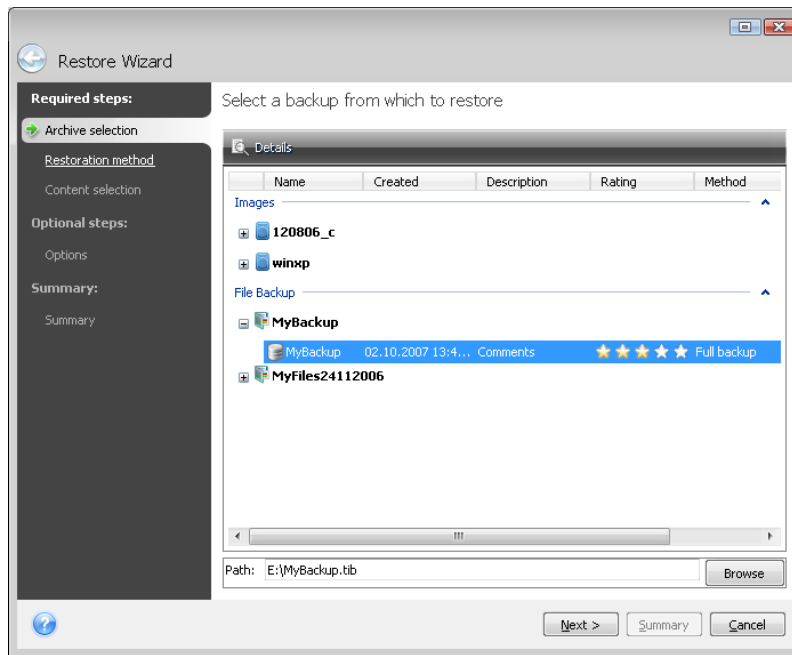 Restore Wizard
Required steps:
Archive selection
Restoration method
Content selection
Optional steps:
Options
Summary:
Summary
Select a backup from which to restore
Details
Name Created Description Rating Method
Images
120806_c
winxp
File Backup
MyBackup
MyBackup 02.10.2007 13:4... Comments Full backup
MyFiles24112006
Path: E:\MyBackup.tib Browse
Next > Summary Cancel